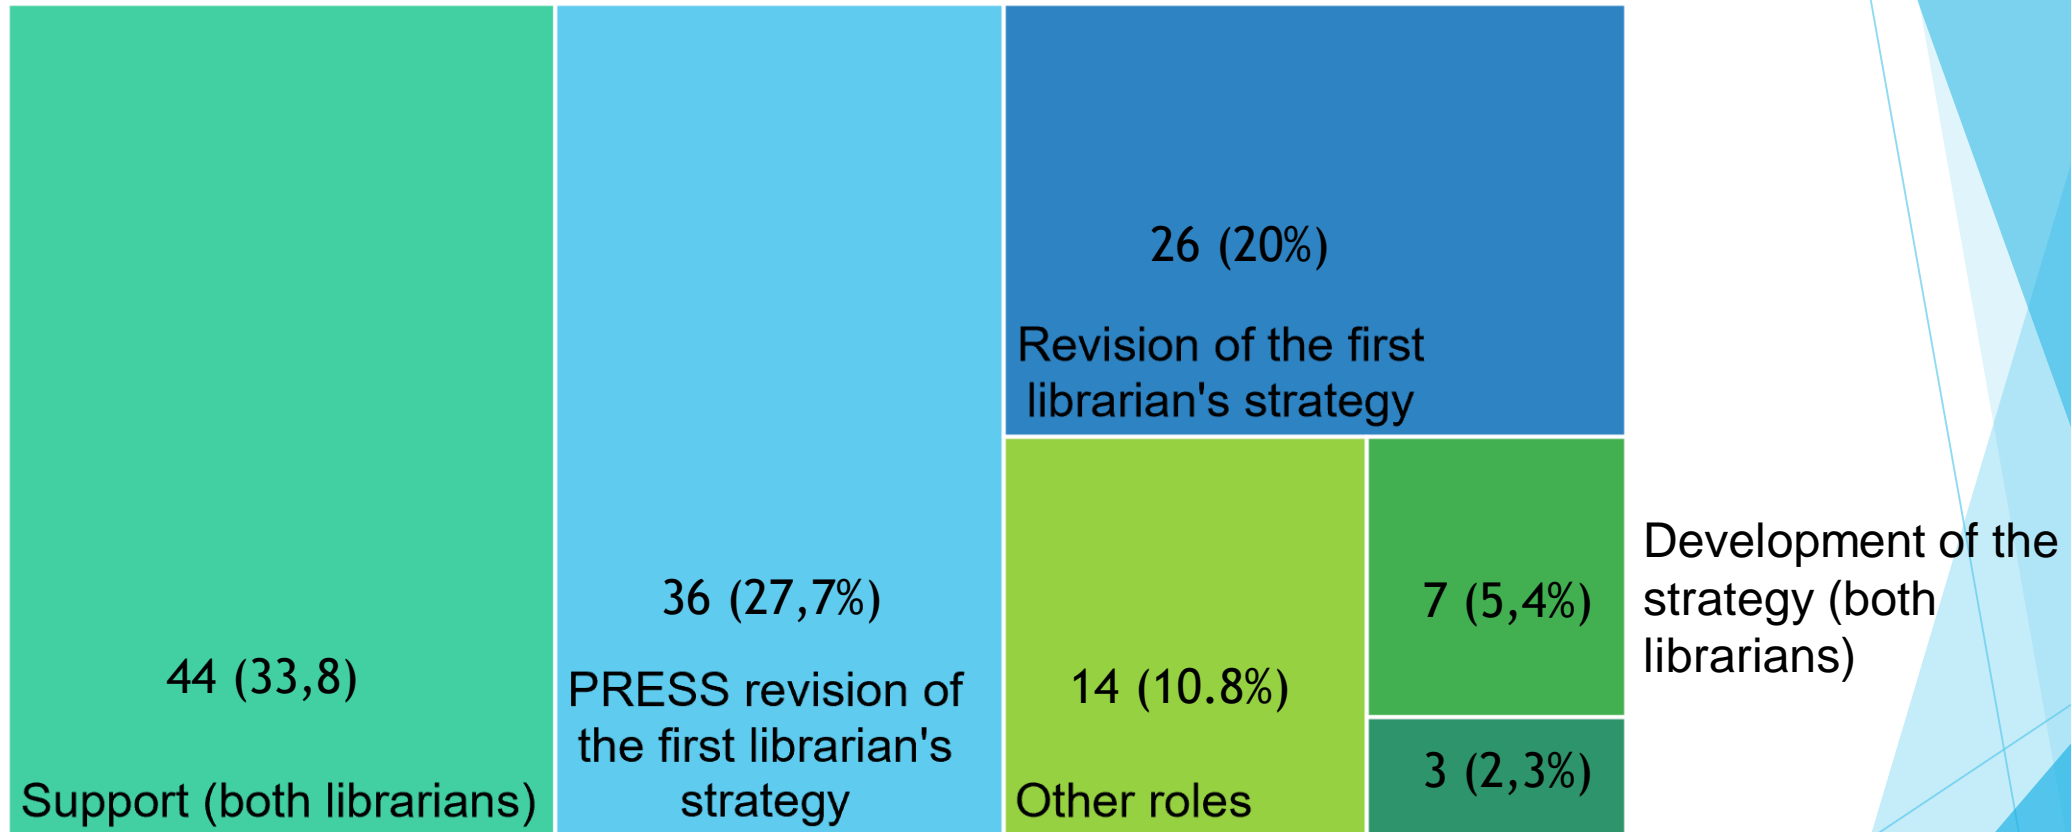 44 (33,8)
Support (both librarians)
36 (27,7%)
PRESS revision of
the first librarian's
strategy
26 (20%)
Revision of the first
librarian's strategy
14 (10.8%)
Other roles
7 (5,4%)
3 (2,3%)
Development of the
strategy (both
librarians)